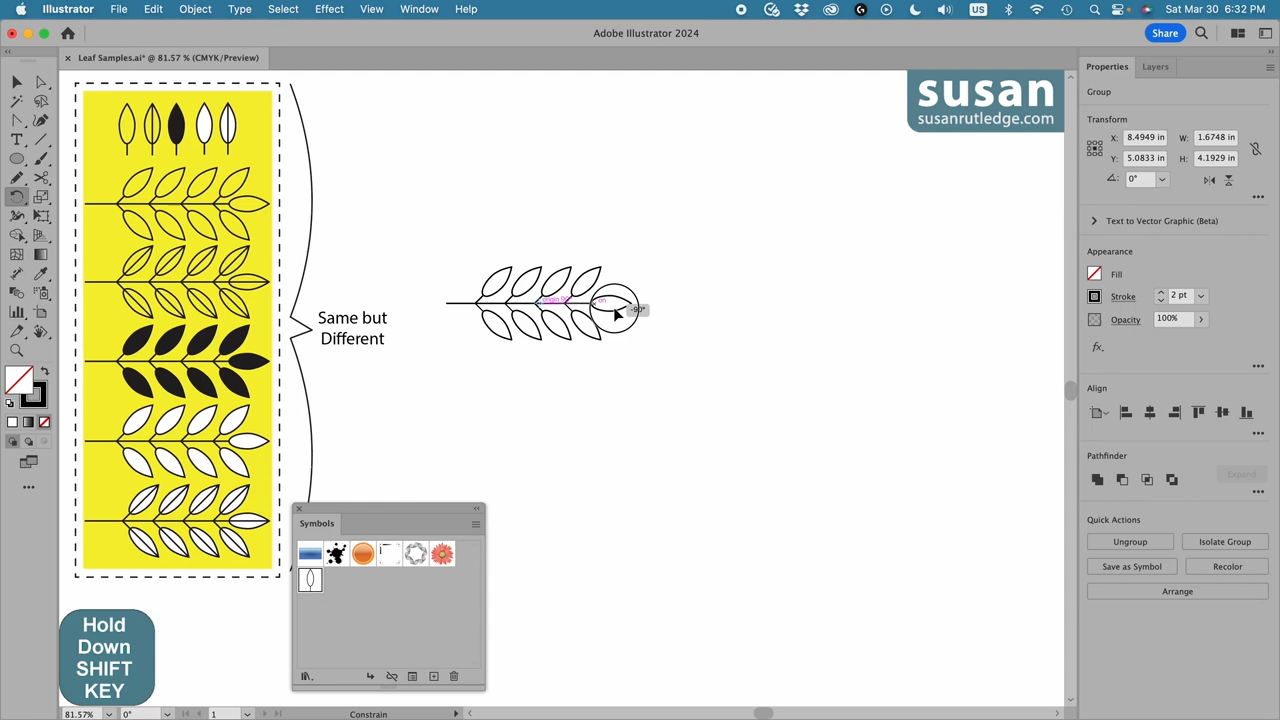 Illustrator File Edit Object Type Select Effect View Window Help
US Sat Mar 30 6:32 PM
Adobe Illustrator 2024
Share
× Leaf Samples.ai* @ 81.57 % (CMYK/Preview)
susan
susanrutledge.com
Same but
Different
-90°
Symbols
Hold
Down
SHIFT
KEY
81.57% 0° 1 Constrain
Properties Layers
Group
Transform
X: 8.4949 in W: 1.6748 in
Y: 5.0833 in H: 4.1929 in
0°
Text to Vector Graphic (Beta)
Appearance
Fill
Stroke 2 pt
Opacity 100%
fx.
Align
Pathfinder
Expand
Quick Actions
Ungroup Isolate Group
Save as Symbol Recolor
Arrange